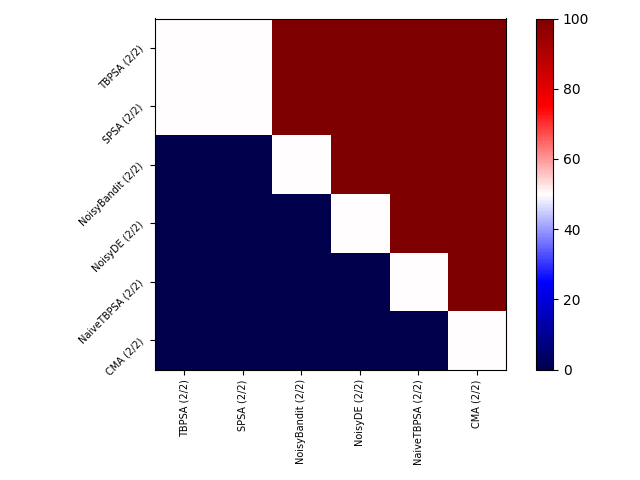 TBPSA (2/2)
SPSA (2/2)
NoisyBandit (2/2)
NoisyDE (2/2)
NaiveTBPSA (2/2)
CMA (2/2)
TBPSA (2/2)
SPSA (2/2)
NoisyBandit (2/2)
NoisyDE (2/2)
NaiveTBPSA (2/2)
CMA (2/2)
100
80
60
40
20
0